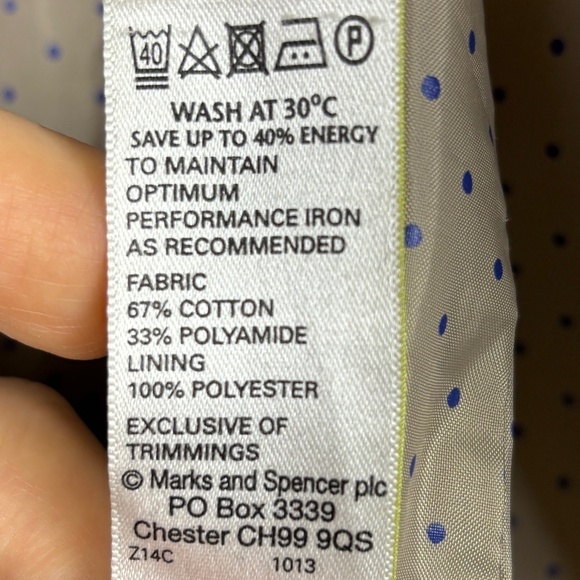 40 P
WASH AT 30°C
SAVE UP TO 40% ENERGY
TO MAINTAIN
OPTIMUM
PERFORMANCE IRON
AS RECOMMENDED
FABRIC
67% COTTON
33% POLYAMIDE
LINING
100% POLYESTER
EXCLUSIVE OF
TRIMMINGS
© Marks and Spencer plc
PO Box 3339
Chester CH99 9QS
Z14C 1013